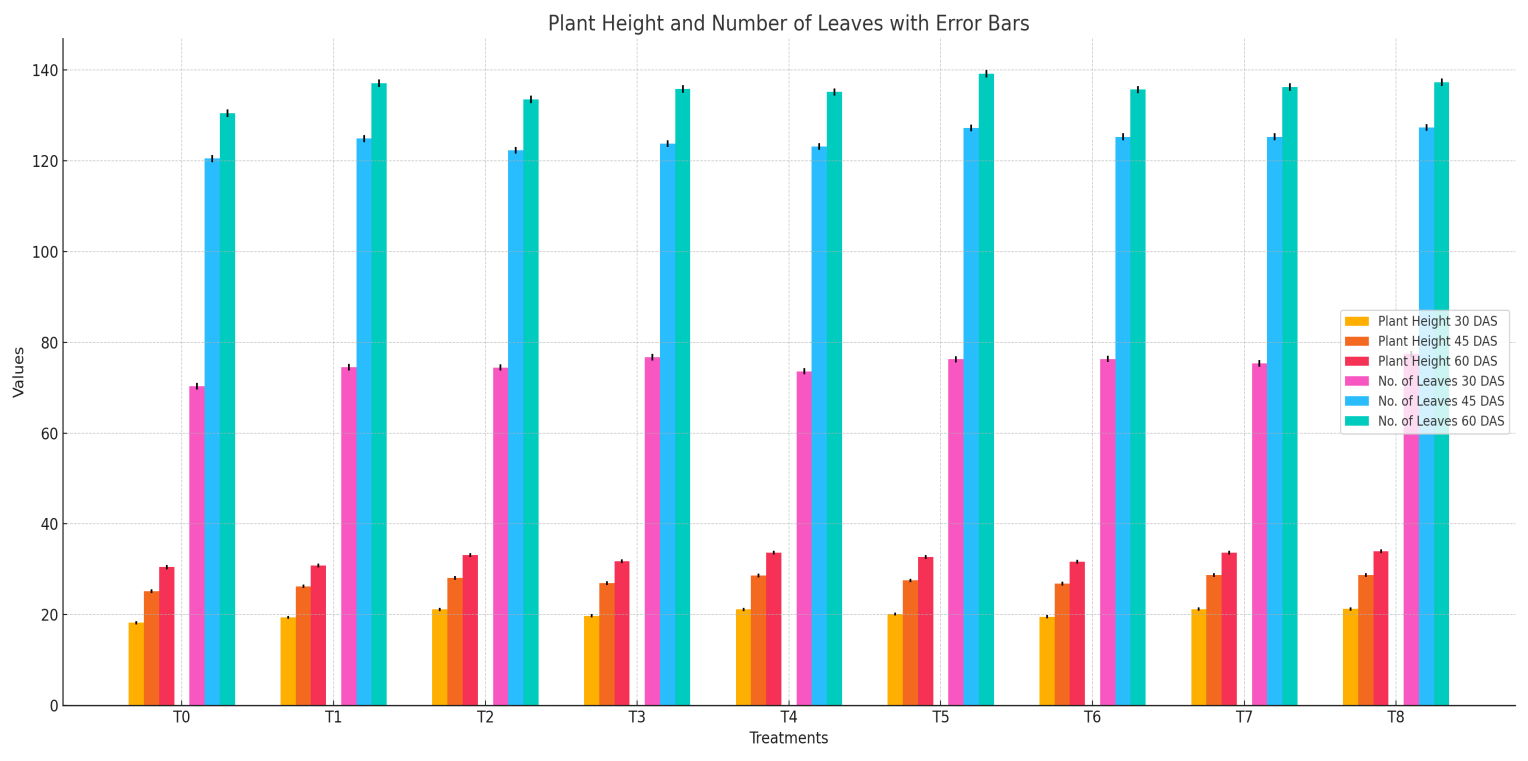 Plant Height and Number of Leaves with Error Bars
140
120
100
80
60
40
20
0
Values
Plant Height 30 DAS
Plant Height 45 DAS
Plant Height 60 DAS
No. of Leaves 30 DAS
No. of Leaves 45 DAS
No. of Leaves 60 DAS
T0 T1 T2 T3 T4 T5 T6 T7 T8
Treatments